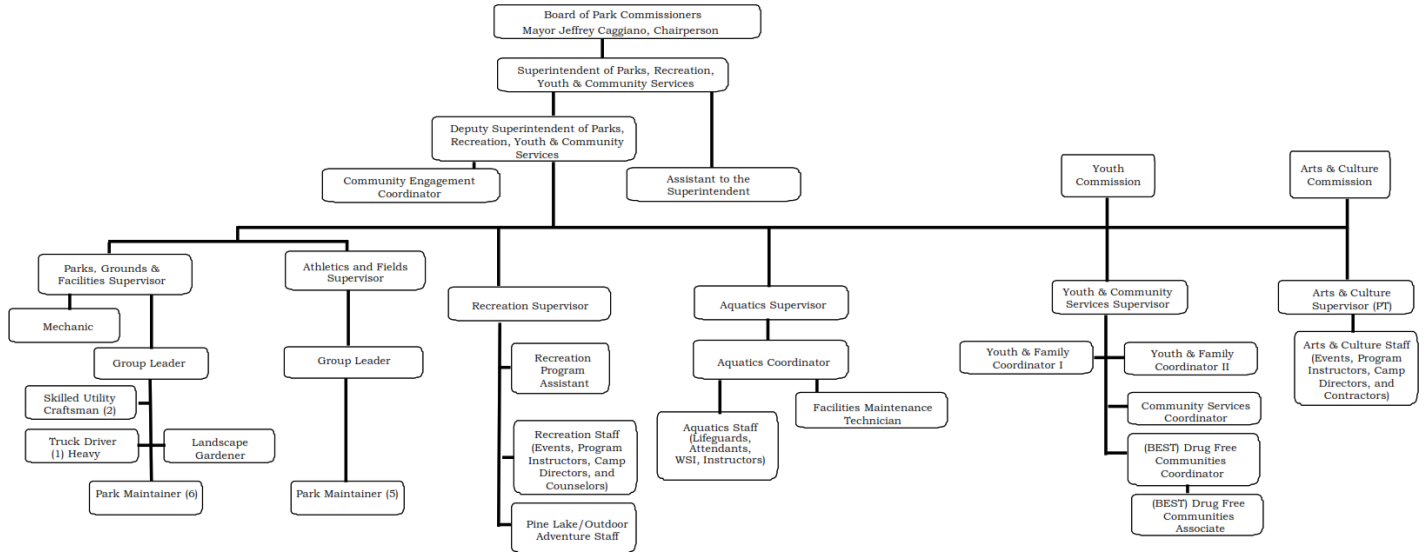 Board of Park Commissioners
Mayor Jeffrey Caggiano, Chairperson
Superintendent of Parks, Recreation,
Youth & Community Services
Deputy Superintendent of Parks,
Recreation, Youth & Community
Services
Community Engagement
Coordinator
Assistant to the
Superintendent
Youth
Commission
Arts & Culture
Commission
Parks, Grounds &
Facilities Supervisor
Athletics and Fields
Supervisor
Recreation Supervisor
Aquatics Supervisor
Youth & Community
Services Supervisor
Arts & Culture
Supervisor (PT)
Mechanic
Group Leader
Group Leader
Recreation
Program
Assistant
Aquatics Coordinator
Youth & Family
Coordinator I
Youth & Family
Coordinator II
Arts & Culture Staff
(Events, Program
Instructors, Camp
Directors, and
Contractors)
Skilled Utility
Craftsman (2)
Facilities Maintenance
Technician
Community Services
Coordinator
Truck Driver
(1) Heavy
Landscape
Gardener
Recreation Staff
(Events, Program
Instructors, Camp
Directors, and
Counselors)
Aquatics Staff
(Lifeguards,
Attendants,
WSI, Instructors)
(BEST) Drug Free
Communities
Coordinator
Park Maintainer (6)
Park Maintainer (5)
Pine Lake/Outdoor
Adventure Staff
(BEST) Drug Free
Communities
Associate